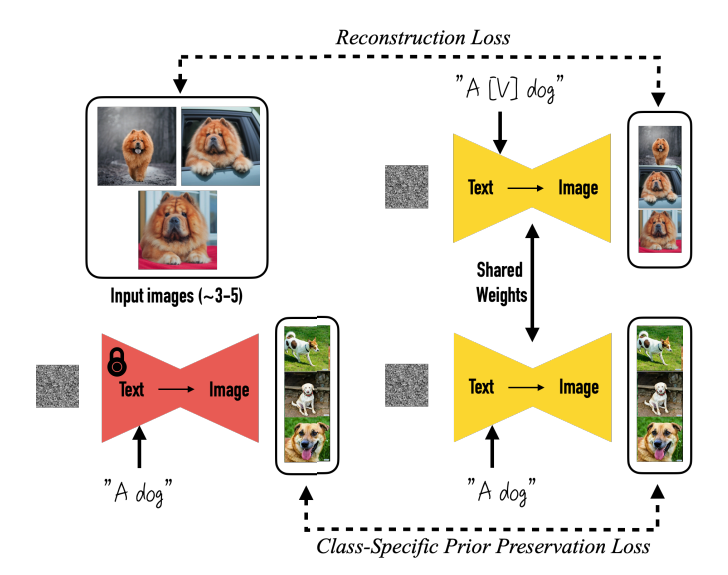 Reconstruction Loss
"A [V] dog"
Text
Image
Input images (~3-5)
Shared
Weights
Text
Image
Text
Image
"A dog"
"A dog"
Class-Specific Prior Preservation Loss